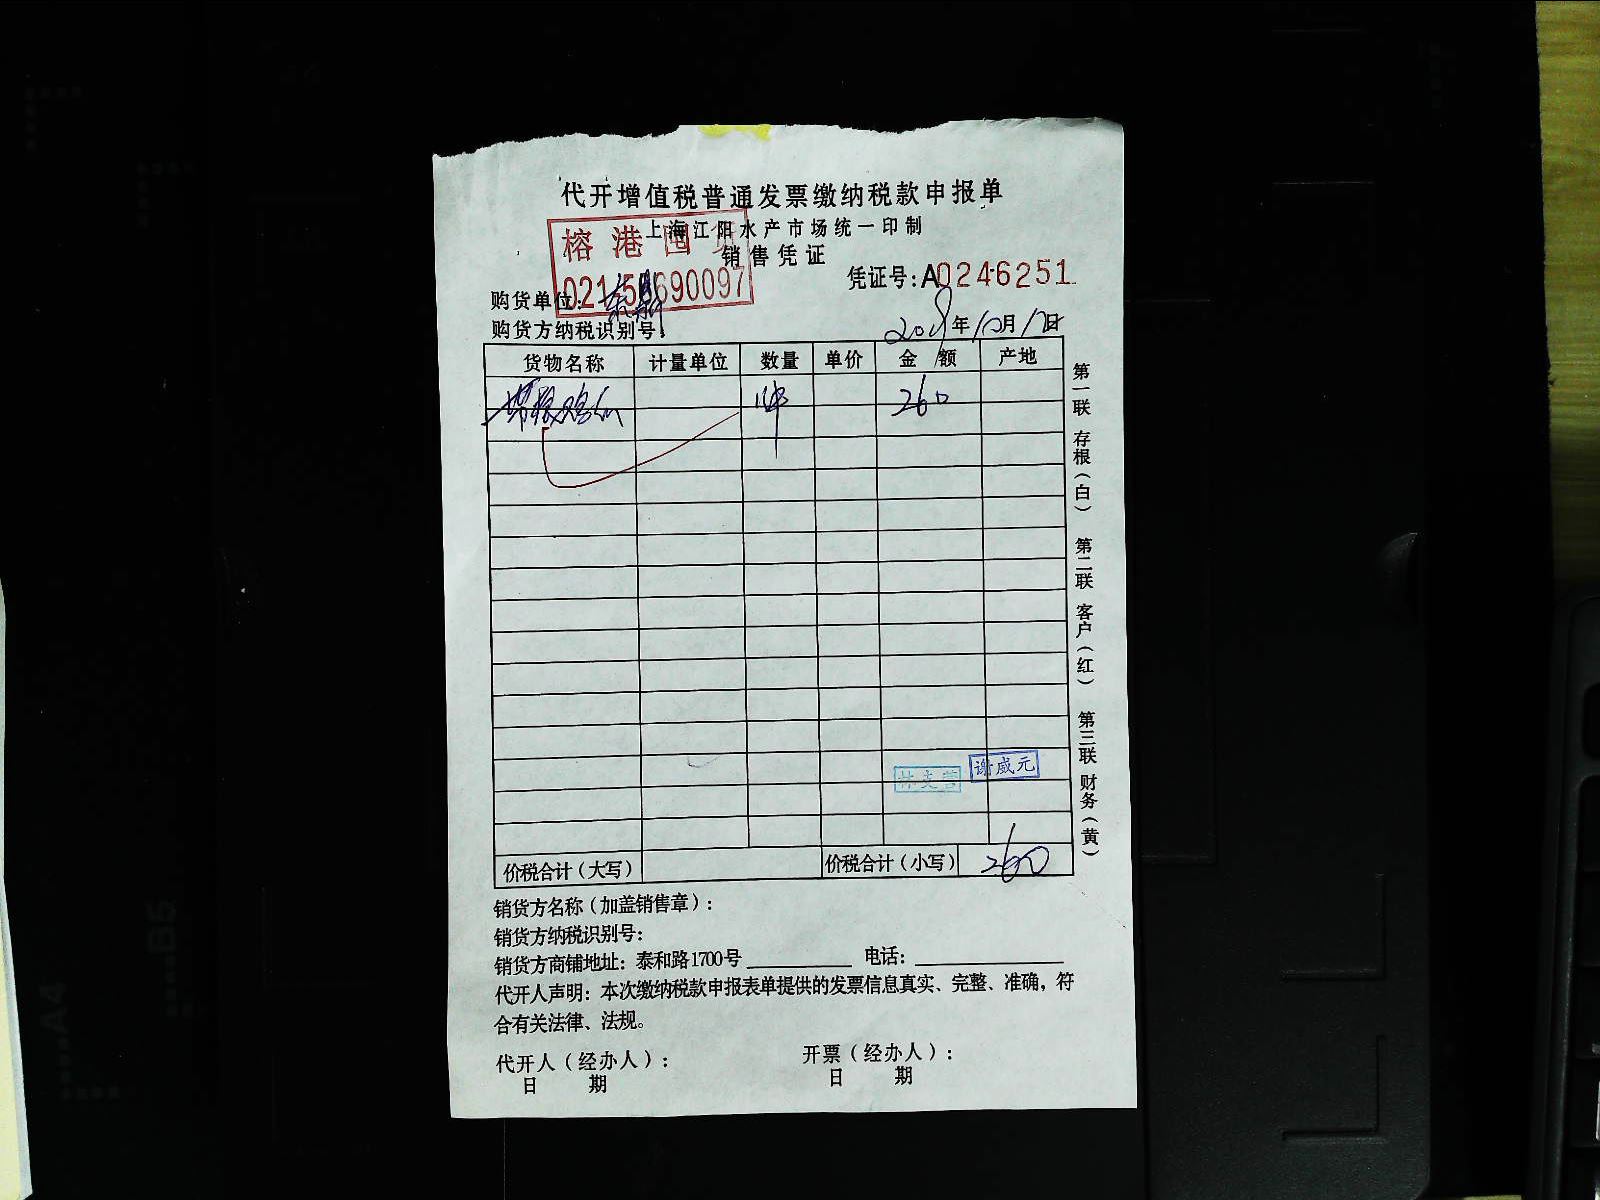 代开增值税普通发票缴纳税款申报单
上海江阳水产市场统一印制
榕港
销售凭证
021-56690097
凭证号:A0246251
购货单位:
购货方纳税识别号:
年 月 日
货物名称 计量单位 数量 单价 金额 产地
260
谢威元
价税合计(大写) 价税合计(小写) 260
销货方名称(加盖销售章):
销货方纳税识别号:
销货方商铺地址:泰和路1700号 电话:
代开人声明:本次缴纳税款申报表单提供的发票信息真实、完整、准确,符
合有关法律、法规。
代开人(经办人): 开票(经办人):
日 期 日 期
第一联 存根(白) 第二联 客户(红) 第三联 财务(黄)